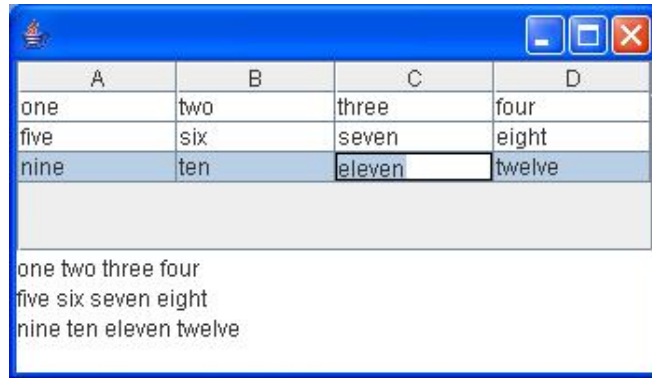 A B C D
one two three four
five six seven eight
nine ten eleven twelve
one two three four
five six seven eight
nine ten eleven twelve